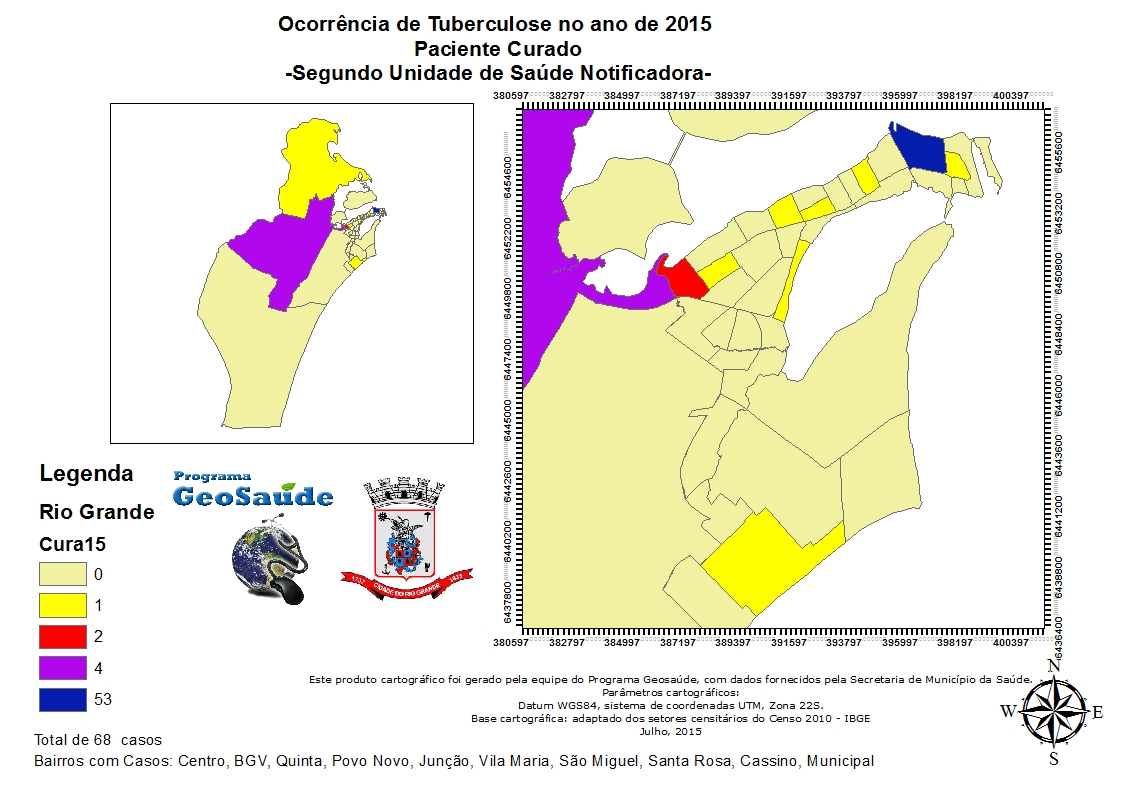 Ocorrência de Tuberculose no ano de 2015
Paciente Curado
-Segundo Unidade de Saúde Notificadora-
380597 382797 384997 387197 389397 391597 393797 395997 398197 400397
6454600 6452200 6449800 6447400 6445000 6442600 6440200 6437800
6455600 6453200 6450800 6448400 6446000 6443600 6441200 6438800 6436400
380597 382797 384997 387197 389397 391597 393797 395997 398197 400397
Legenda
Rio Grande
Cura15
0
1
2
4
53
Programa
GeoSaúde
1737 CIDADE DO RIO GRANDE 1835
Este produto cartográfico foi gerado pela equipe do Programa Geosaúde, com dados fornecidos pela Secretaria de Município da Saúde.
Parâmetros cartográficos:
Datum WGS84, sistema de coordenadas UTM, Zona 22S.
Base cartográfica: adaptado dos setores censitários do Censo 2010 - IBGE
Julho, 2015
N
W E
S
Total de 68 casos
Bairros com Casos: Centro, BGV, Quinta, Povo Novo, Junção, Vila Maria, São Miguel, Santa Rosa, Cassino, Municipal